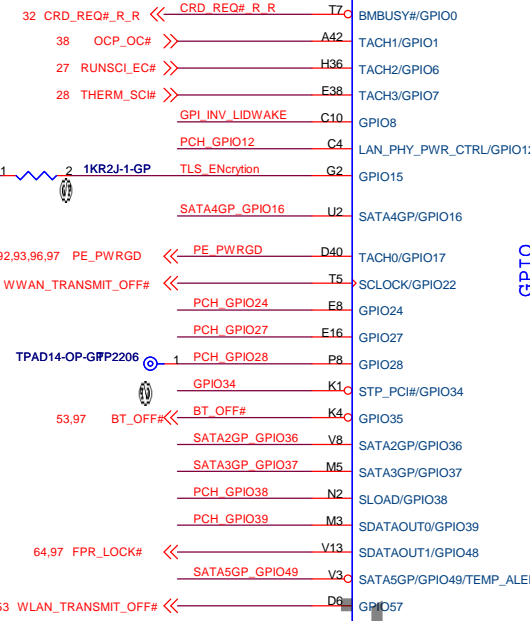 32 CRD_REQ#_R_R CRD_REQ#_R_R T7 BMBUSY#/GPIO0
38 OCP_OC# A42 TACH1/GPIO1
27 RUNSCI_EC# H36 TACH2/GPIO6
28 THERM_SCI# E38 TACH3/GPIO7
GPI_INV_LIDWAKE C10 GPIO8
PCH_GPIO12 C4 LAN_PHY_PWR_CTRL/GPIO12
1 2 1KR2J-1-GP TLS_ENcrytion G2 GPIO15
SATA4GP_GPIO16 U2 SATA4GP/GPIO16
92,93,96,97 PE_PWRGD PE_PWRGD D40 TACH0/GPIO17
WWAN_TRANSMIT_OFF# T5 SCLOCK/GPIO22
GPIO
PCH_GPIO24 E8 GPIO24
PCH_GPIO27 E16 GPIO27
TPAD14-OP-GP TP2206 1 PCH_GPIO28 P8 GPIO28
GPIO34 K1 STP_PCI#/GPIO34
53,97 BT_OFF# BT_OFF# K4 GPIO35
SATA2GP_GPIO36 V8 SATA2GP/GPIO36
SATA3GP_GPIO37 M5 SATA3GP/GPIO37
PCH_GPIO38 N2 SLOAD/GPIO38
PCH_GPIO39 M3 SDATAOUT0/GPIO39
64,97 FPR_LOCK# V13 SDATAOUT1/GPIO48
SATA5GP_GPIO49 V3 SATA5GP/GPIO49/TEMP_ALE
53 WLAN_TRANSMIT_OFF# D6 GPIO57